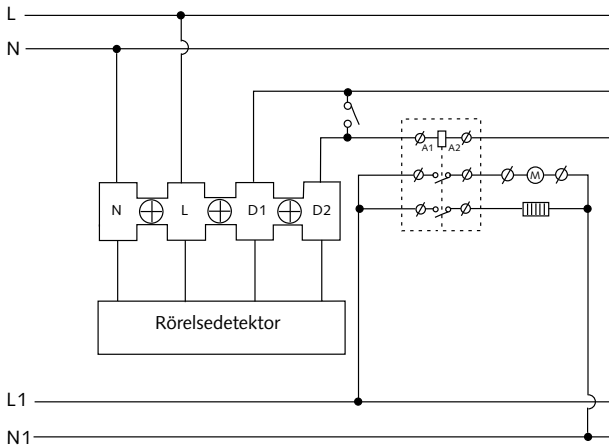 L
N
A1 A2
M
N L D1 D2
Rörelsedetektor
L1
N1